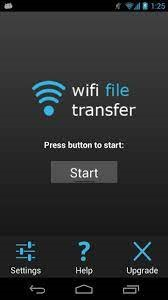 1:25
wifi file
transfer
Press button to start:
Start
Settings
Help
Upgrade